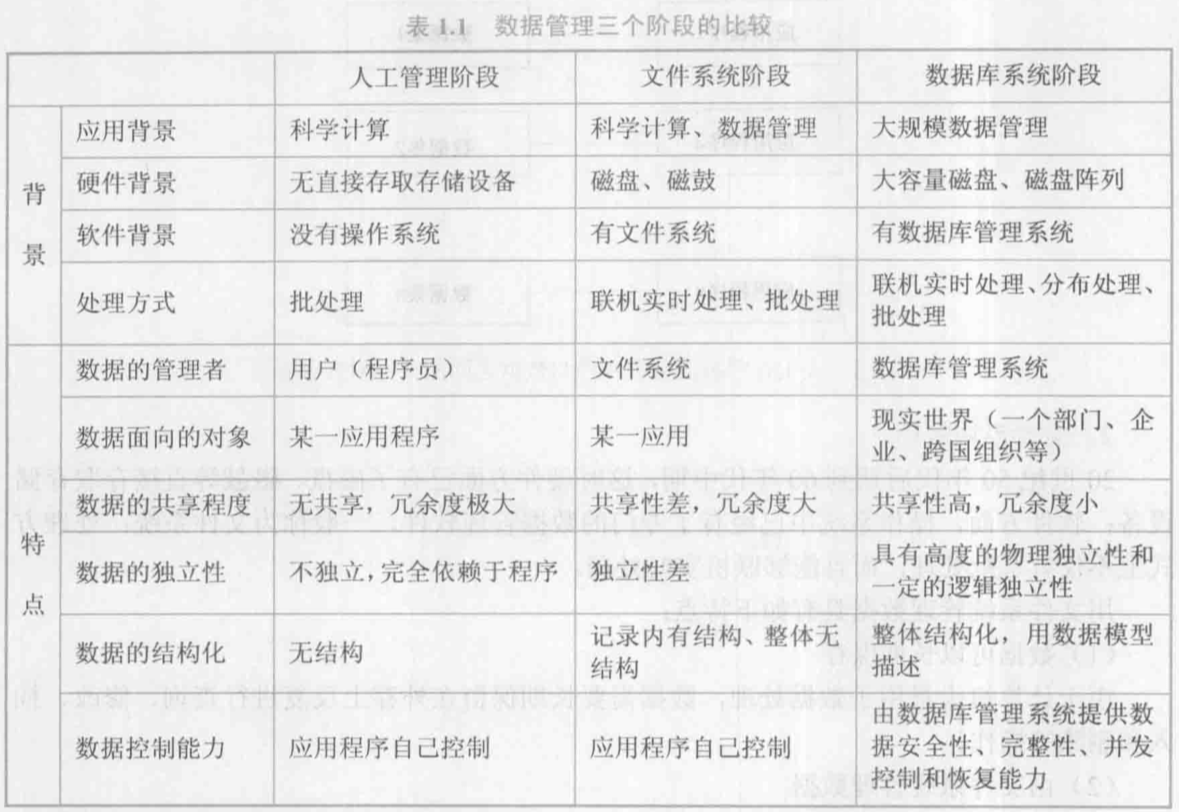 表 1.1 数据管理三个阶段的比较
人工管理阶段 文件系统阶段 数据库系统阶段
背景
应用背景 科学计算 科学计算、数据管理 大规模数据管理
硬件背景 无直接存取存储设备 磁盘、磁鼓 大容量磁盘、磁盘阵列
软件背景 没有操作系统 有文件系统 有数据库管理系统
处理方式 批处理 联机实时处理、批处理 联机实时处理、分布处理、
批处理
特点
数据的管理者 用户（程序员） 文件系统 数据库管理系统
数据面向的对象 某一应用程序 某一应用 现实世界（一个部门、企
业、跨国组织等）
数据的共享程度 无共享，冗余度极大 共享性差，冗余度大 共享性高，冗余度小
数据的独立性 不独立，完全依赖于程序 独立性差 具有高度的物理独立性和
一定的逻辑独立性
数据的结构化 无结构 记录内有结构、整体无
结构 整体结构化，用数据模型
描述
数据控制能力 应用程序自己控制 应用程序自己控制 由数据库管理系统提供数
据安全性、完整性、并发
控制和恢复能力